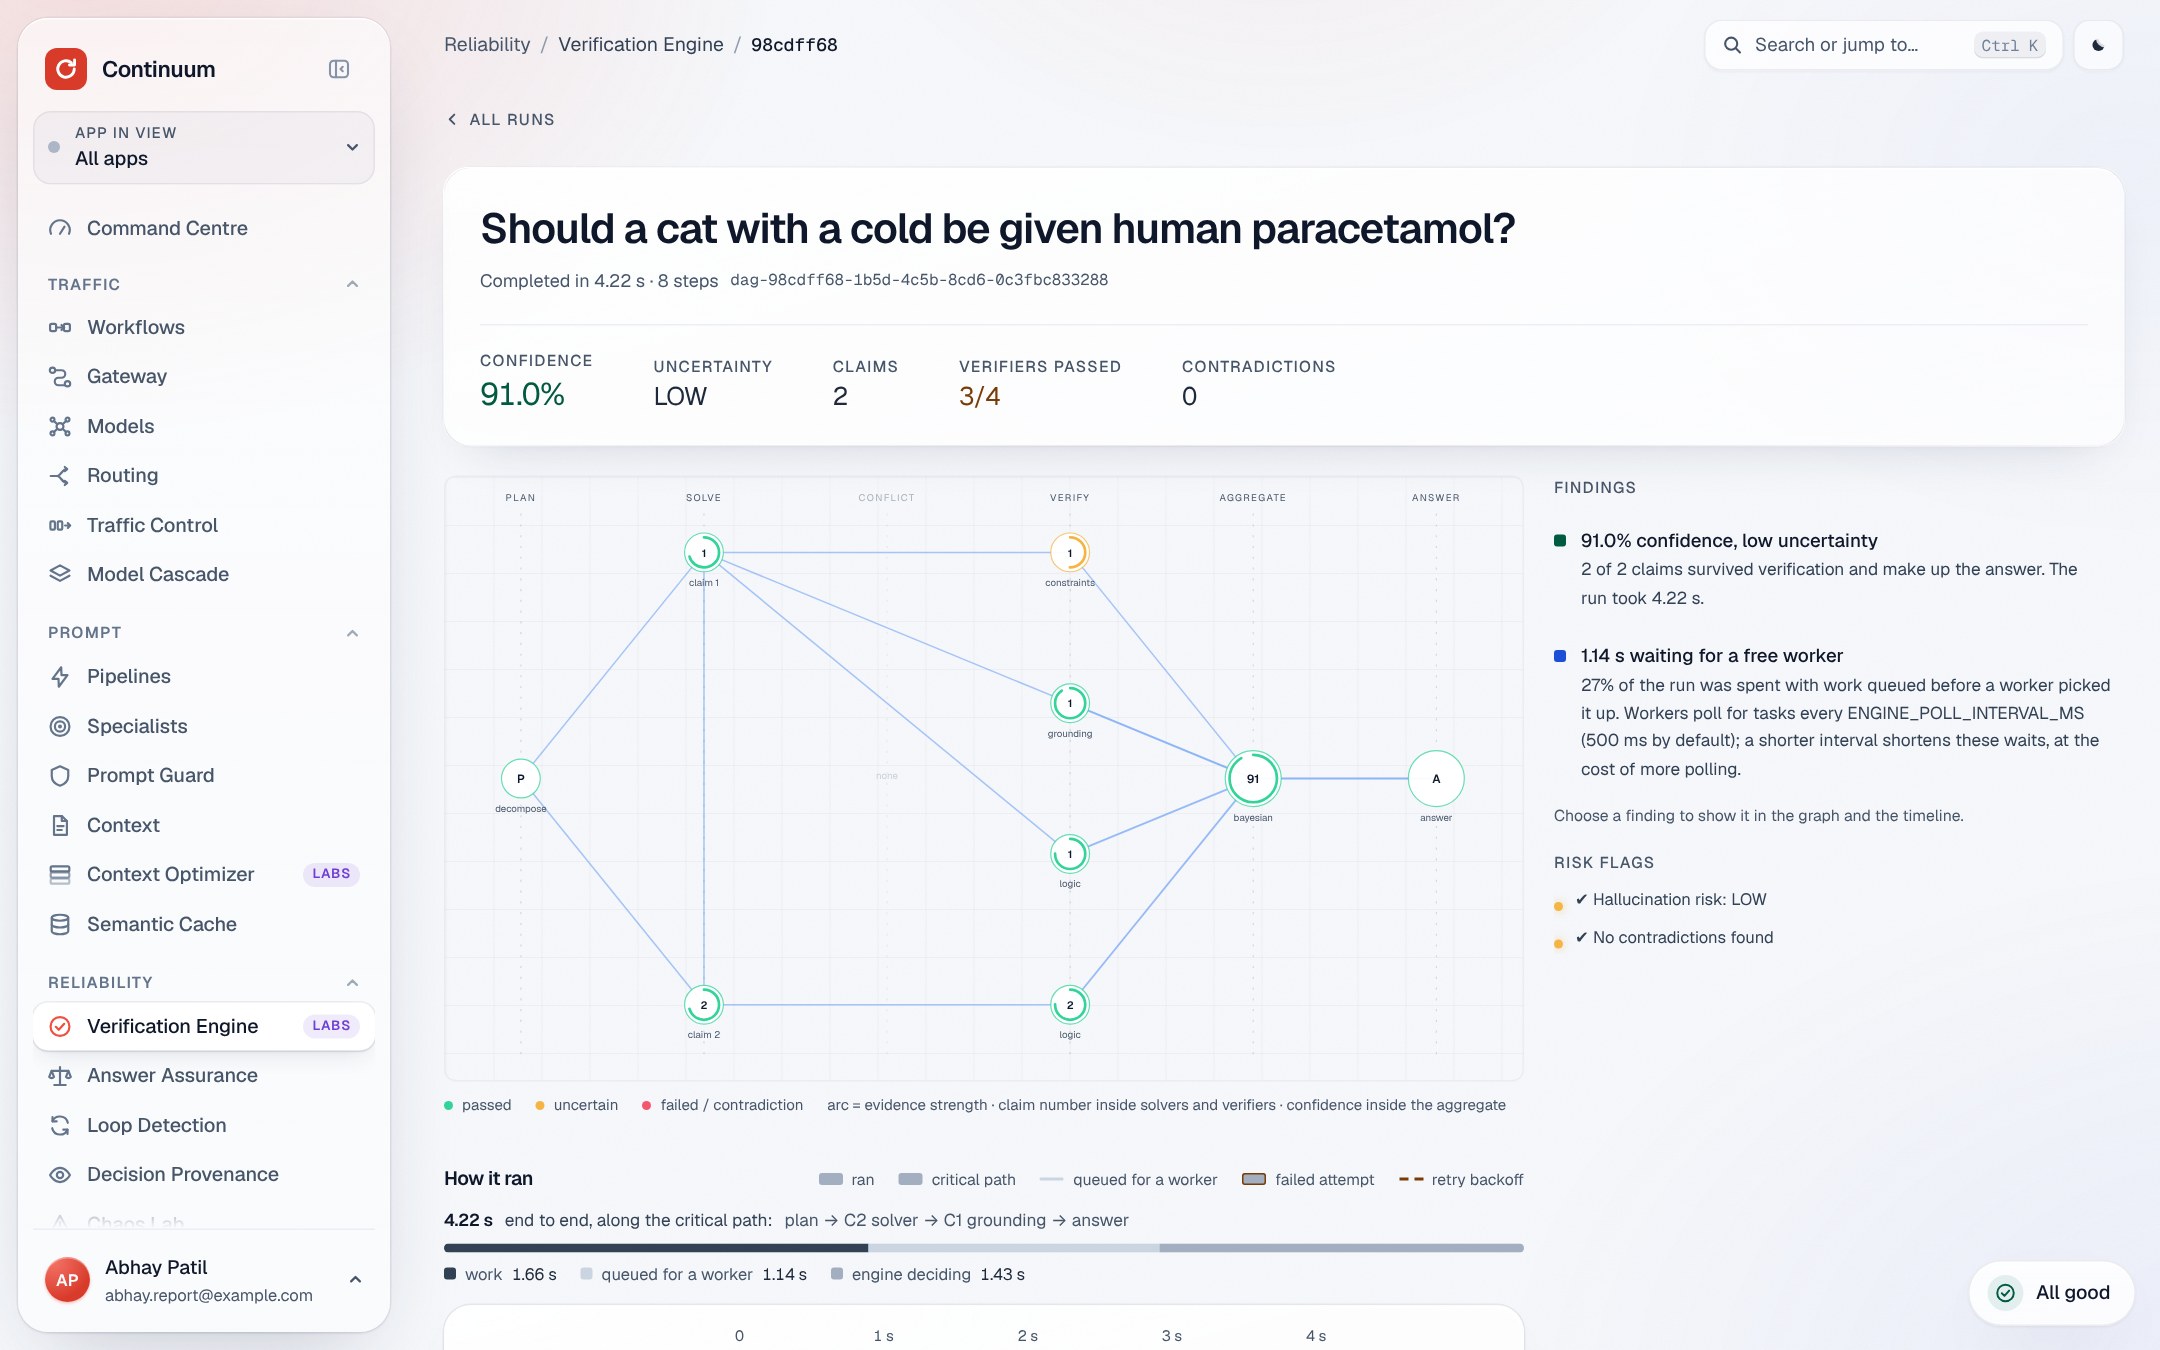 Continuum
APP IN VIEW
All apps
Command Centre
TRAFFIC
Workflows
Gateway
Models
Routing
Traffic Control
Model Cascade
PROMPT
Pipelines
Specialists
Prompt Guard
Context
Context Optimizer LABS
Semantic Cache
RELIABILITY
Verification Engine LABS
Answer Assurance
Loop Detection
Decision Provenance
Chaos Lab
AP
Abhay Patil
abhay.report@example.com
Reliability / Verification Engine / 98cdff68
Search or jump to... Ctrl K
ALL RUNS
Should a cat with a cold be given human paracetamol?
Completed in 4.22 s · 8 steps dag-98cdff68-1b5d-4c5b-8cd6-0c3fbc833288
CONFIDENCE UNCERTAINTY CLAIMS VERIFIERS PASSED CONTRADICTIONS
91.0% LOW 2 3/4 0
PLAN SOLVE CONFLICT VERIFY AGGREGATE ANSWER
1 1
claim 1 constraints
1
grounding
none
P 91 A
decompose bayesian answer
1
logic
2 2
claim 2 logic
passed uncertain failed / contradiction arc = evidence strength · claim number inside solvers and verifiers · confidence inside the aggregate
FINDINGS
91.0% confidence, low uncertainty
2 of 2 claims survived verification and make up the answer. The
run took 4.22 s.
1.14 s waiting for a free worker
27% of the run was spent with work queued before a worker picked
it up. Workers poll for tasks every ENGINE_POLL_INTERVAL_MS
(500 ms by default); a shorter interval shortens these waits, at the
cost of more polling.
Choose a finding to show it in the graph and the timeline.
RISK FLAGS
✔ Hallucination risk: LOW
✔ No contradictions found
How it ran ran critical path queued for a worker failed attempt retry backoff
4.22 s end to end, along the critical path: plan → C2 solver → C1 grounding → answer
work 1.66 s queued for a worker 1.14 s engine deciding 1.43 s
0 1 s 2 s 3 s 4 s
All good